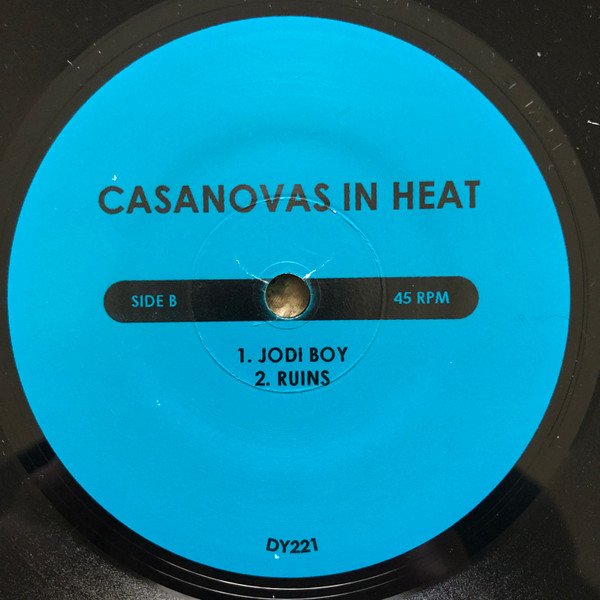 CASANOVAS IN HEAT
SIDE B 45 RPM
1. JODI BOY
2. RUINS
DY221